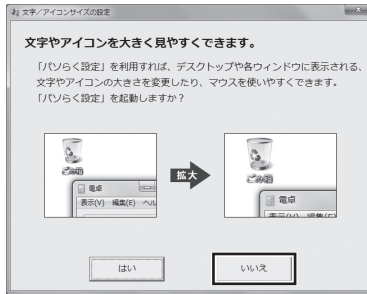 文字／アイコンサイズの設定
文字やアイコンを大きく見やすくできます。
「パソらく設定」を利用すれば、デスクトップや各ウィンドウに表示される、
文字やアイコンの大きさを変更したり、マウスを使いやすくできます。
「パソらく設定」を起動しますか？
ごみ箱
電卓
表示(V) 編集(E) ヘル
拡大
ごみ箱
電卓
表示(V) 編集(E)
はい
いいえ